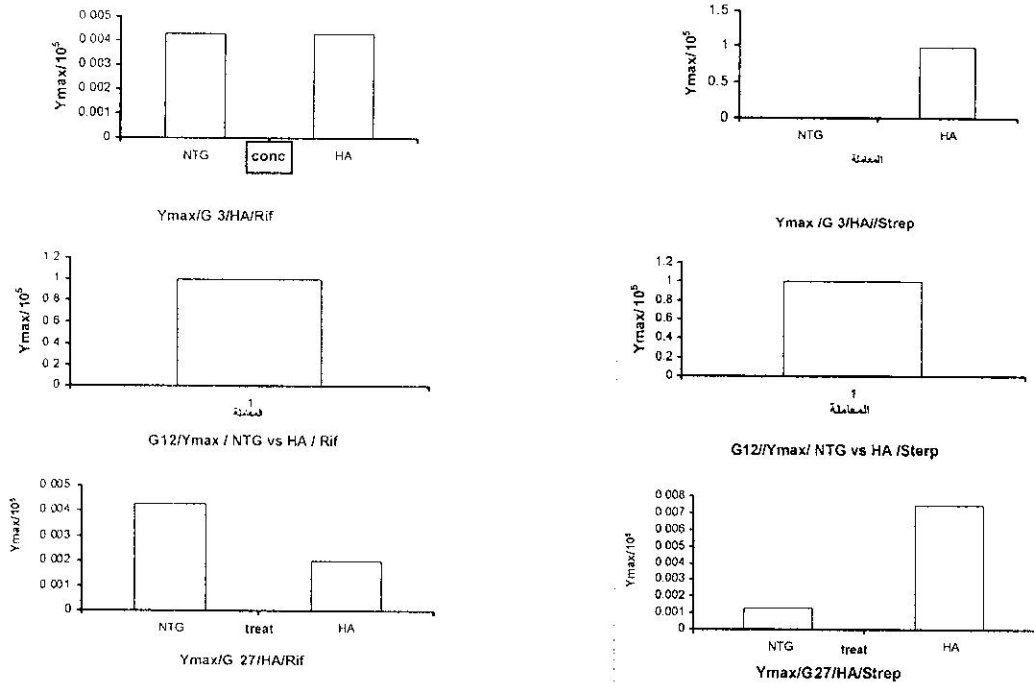 Ymax/10⁵
0 005
0.004
0.003
0 002
0.001
0
NTG
conc
HA
Ymax/G 3/HA/Rif
Ymax/10⁵
1.5
1
0.5
0
NTG
HA
المعاملة
Ymax /G 3/HA//Strep
Ymax/10⁵
1.2
1
0 8
0 6
0 4
0 2
0
1
المعاملة
G12/Ymax / NTG vs HA / Rif
Ymax/10⁵
1.2
1
0.8
0.6
0.4
0.2
0
1
المعاملة
G12//Ymax/ NTG vs HA /Sterp
Ymax/10⁵
0 005
0 004
0 003
0 002
0 001
0
NTG
treat
HA
Ymax/G 27/HA/Rif
Ymax/10⁵
0 008
0.007
0.006
0.005
0 004
0.003
0 002
0.001
0
NTG
treat
HA
Ymax/G27/HA/Strep